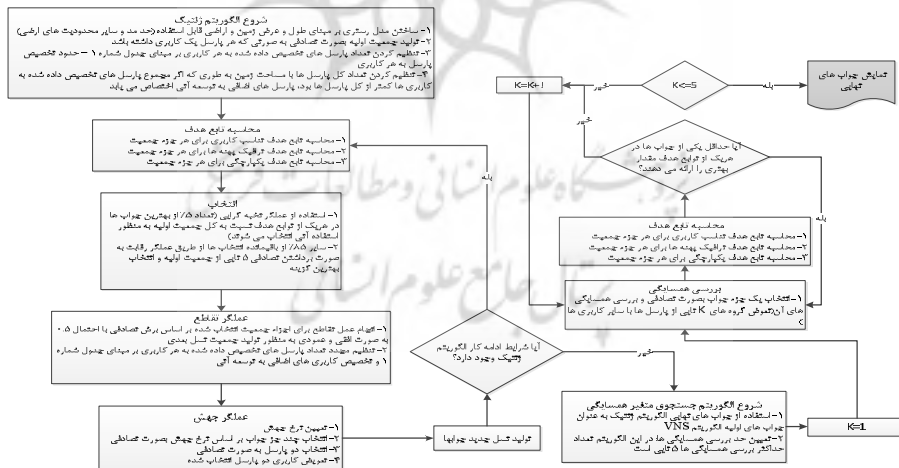 شروع الگوریتم ژنتیک
۱- ساختن مدل رستری بر مبنای طول و عرض زمین و اراضی قابل استفاده(حد مد و سایر محدودیت های ارضی)
۲- تولید جمعیت اولیه بصورت تصادفی به صورتی که هر پارسل یک کاربری داشته باشد
۳- تنظیم کردن تعداد پارسل های تخصیص داده شده به هر کاربری بر مبنای جدول شماره ۱ – حدود تخصیص
پارسل به هر کاربری
۴- تنظیم کردن تعداد کل پارسل ها با مساحت زمین به طوری که اگر مجموع پارسل های تخصیص داده شده به
کاربری ها کمتر از کل پارسل ها بود، پارسل های اضافی به توسعه آتی اختصاص می یابد
محاسبه تابع هدف
۱- محاسبه تابع هدف تناسب کاربری برای هر جزء جمعیت
۲- محاسبه تابع هدف ترافیک پهنه ها برای هر جزء جمعیت
۳- محاسبه تابع هدف یکپارچگی برای هر جزء جمعیت
انتخاب
۱- استفاده از عملگر نخبه گرایی (تعداد ۵٪ از بهترین جواب ها
در هریک از توابع هدف نسبت به کل جمعیت اولیه به منظور
استفاده آتی انتخاب می شوند)
۲- سایر ۸۵٪ از باقیمانده انتخاب ها از طریق عملگر رقابت به
صورت برداشتن تصادفی ۵ تایی از جمعیت اولیه و انتخاب
بهترین گزینه
عملگر تقاطع
۱- انجام عمل تقاطع برای اجزاء جمعیت انتخاب شده بر اساس برش تصادفی با احتمال ۰.۵
به صورت افقی و عمودی به منظور تولید جمعیت نسل بعدی
۲- تنظیم مجدد تعداد پارسل های تخصیص داده شده به هر کاربری بر مبنای جدول شماره
۱ و تخصیص کاربری های اضافی به توسعه آتی
عملگر جهش
۱- تعیین نرخ جهش
۲- انتخاب چند جز جواب بر اساس نرخ جهش بصورت تصادفی
۳- انتخاب دو پارسل به صورت تصادفی
۴- تعویض کاربری دو پارسل انتخاب شده
تولید نسل جدید جوابها
آیا شرایط ادامه کار الگوریتم
ژنتیک وجود دارد؟
بله
خیر
شروع الگوریتم جستجوی متغیر همسایگی
۱- استفاده از جواب های نهایی الگوریتم ژنتیک به عنوان
جواب های اولیه الگوریتم VNS
۲- تعیین حد بررسی همسایگی ها در این الگوریتم تعداد
حداکثر بررسی همسایگی ها ۵ تایی است
K=1
بررسی همسایگی
۱- انتخاب یک جزء جواب بصورت تصادفی و بررسی همسایگی
های آن(تعویض گروه های K تایی از پارسل ها با سایر کاربری ها
)
محاسبه تابع هدف
۱- محاسبه تابع هدف تناسب کاربری برای هر جزء جمعیت
۲- محاسبه تابع هدف ترافیک پهنه ها برای هر جزء جمعیت
۳- محاسبه تابع هدف یکپارچگی برای هر جزء جمعیت
آیا حداقل یکی از جواب ها در
هریک از توابع هدف مقدار
بهتری را ارائه می دهند؟
بله
خیر
K=K+1
خیر
K<=5
بله
نمایش جواب های
نهایی
پژوهشگاه علوم انسانی و مطالعات فرهنگی
پرتال جامع علوم انسانی